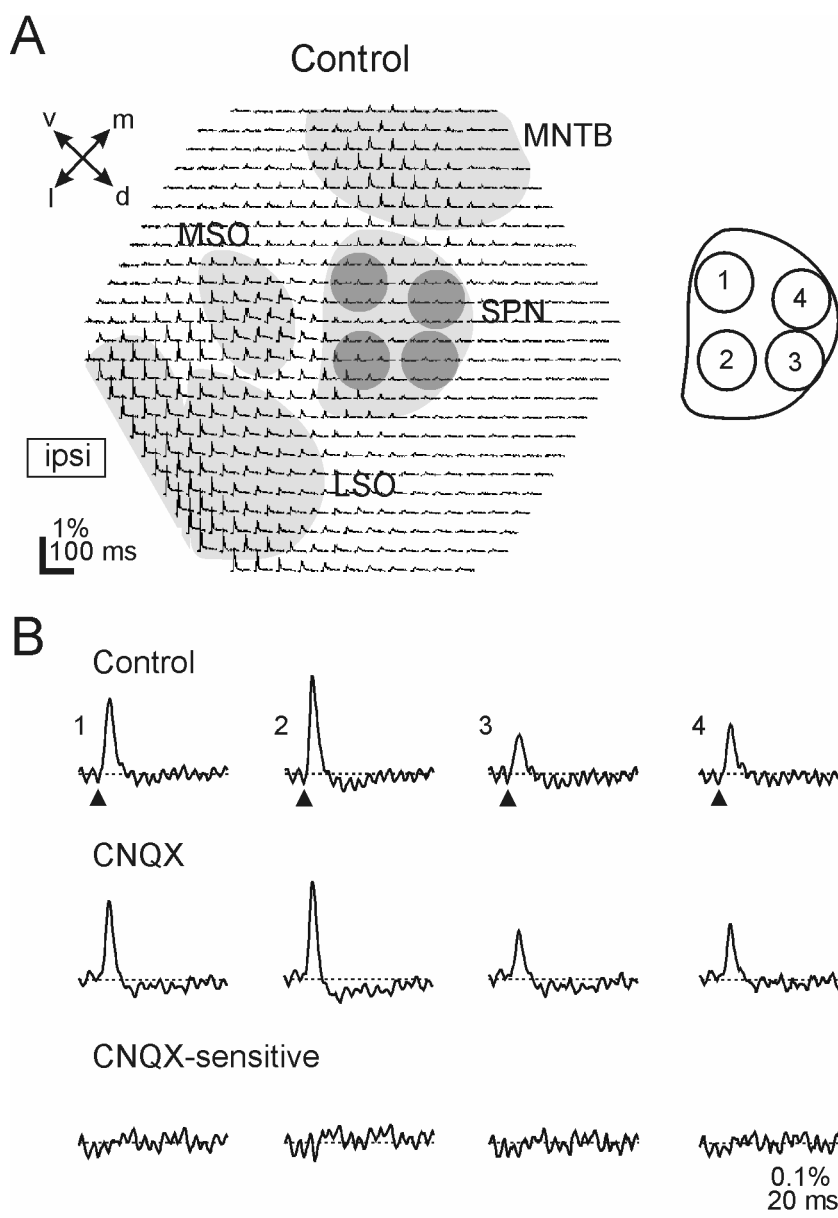 A
Control
v
m
l
d
MNTB
MSO
SPN
LSO
ipsi
1%
100 ms
1
4
2
3
B
Control
1
2
3
4
CNQX
CNQX-sensitive
0.1%
20 ms